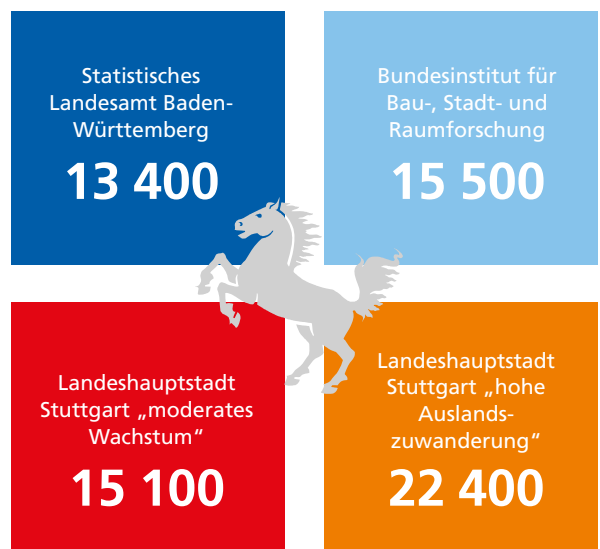 Statistisches
Landesamt Baden-
Württemberg
13 400
Bundesinstitut für
Bau-, Stadt- und
Raumforschung
15 500
Landeshauptstadt
Stuttgart „moderates
Wachstum“
15 100
Landeshauptstadt
Stuttgart „hohe
Auslands-
zuwanderung“
22 400